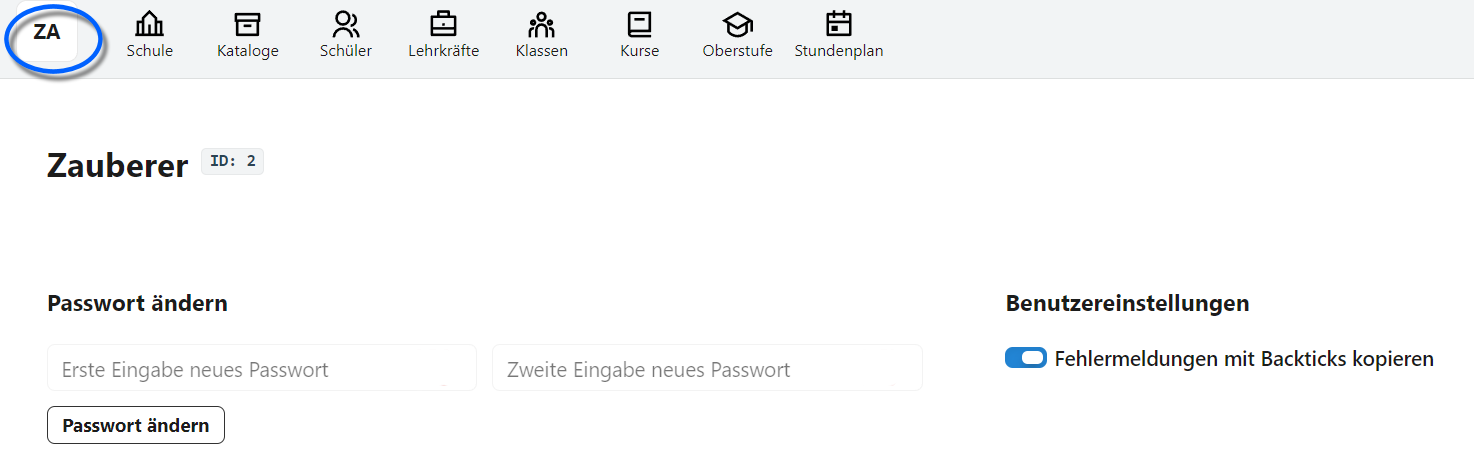 ZA
Schule Kataloge Schüler Lehrkräfte Klassen Kurse Oberstufe Stundenplan
Zauberer ID: 2
Passwort ändern
Erste Eingabe neues Passwort Zweite Eingabe neues Passwort
Passwort ändern
Benutzereinstellungen
Fehlermeldungen mit Backticks kopieren